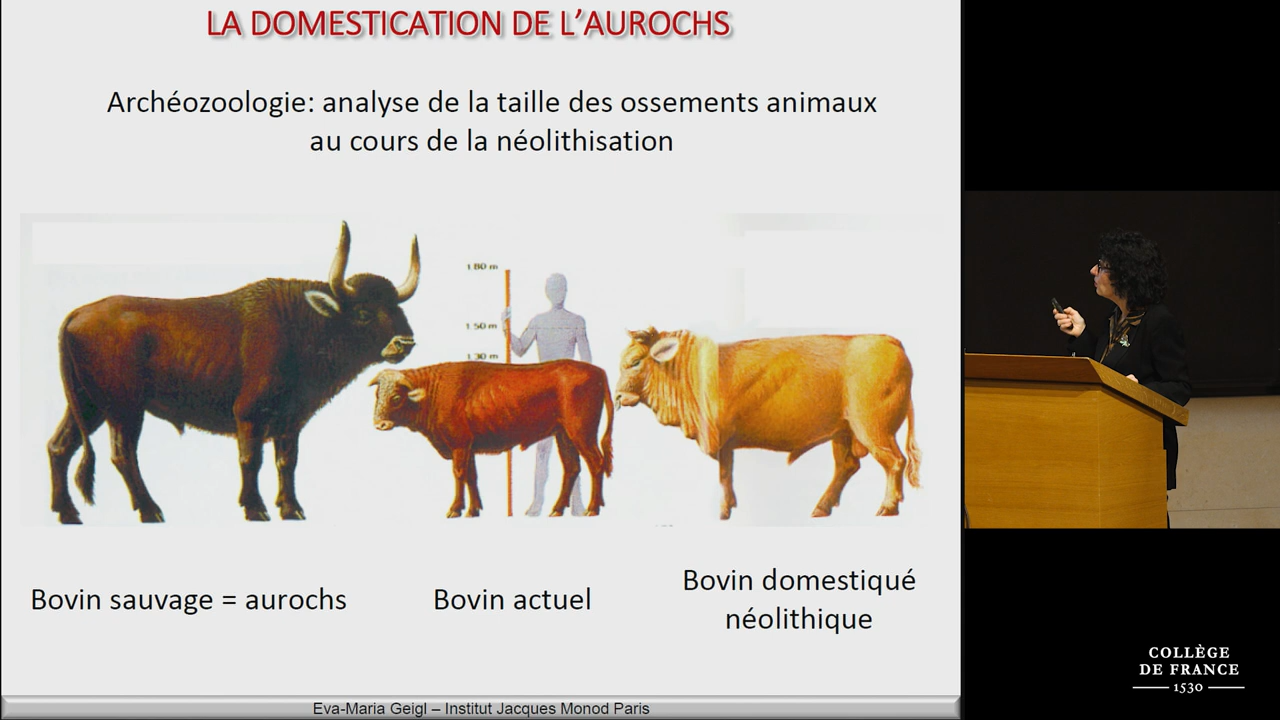 LA DOMESTICATION DE L’AUROCHS
Archéozoologie: analyse de la taille des ossements animaux
au cours de la néolithisation
1.80 m
1.50 m
1.30 m
Bovin sauvage = aurochs
Bovin actuel
Bovin domestiqué
néolithique
Eva-Maria Geigl – Institut Jacques Monod Paris
COLLÈGE
DE FRANCE
1530